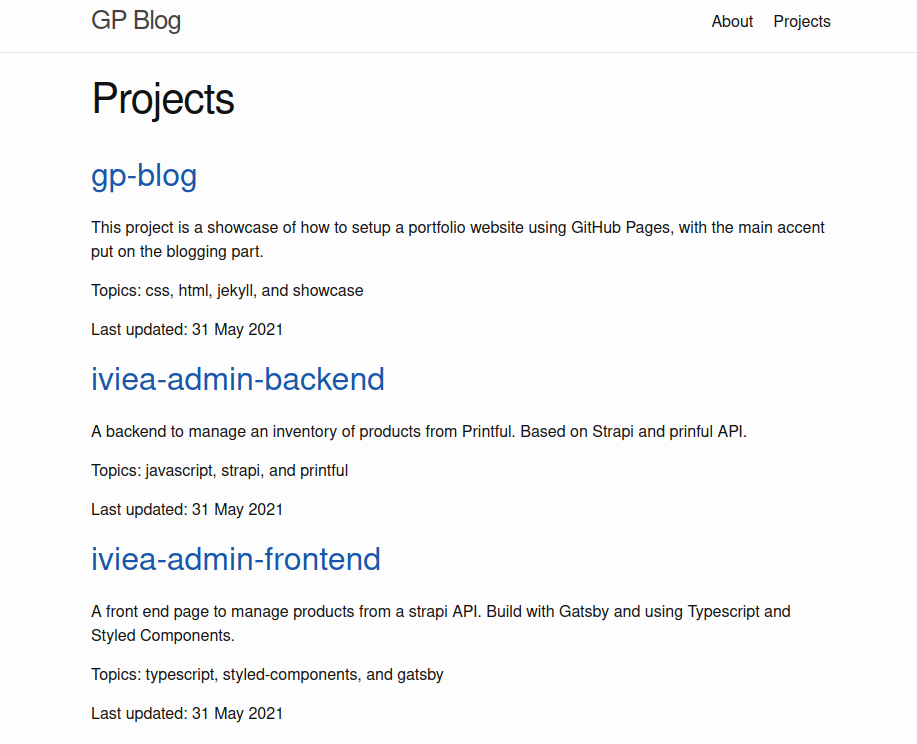 GP Blog
About Projects
Projects
gp-blog
This project is a showcase of how to setup a portfolio website using GitHub Pages, with the main accent
put on the blogging part.
Topics: css, html, jekyll, and showcase
Last updated: 31 May 2021
iviea-admin-backend
A backend to manage an inventory of products from Printful. Based on Strapi and prinful API.
Topics: javascript, strapi, and printful
Last updated: 31 May 2021
iviea-admin-frontend
A front end page to manage products from a strapi API. Build with Gatsby and using Typescript and
Styled Components.
Topics: typescript, styled-components, and gatsby
Last updated: 31 May 2021